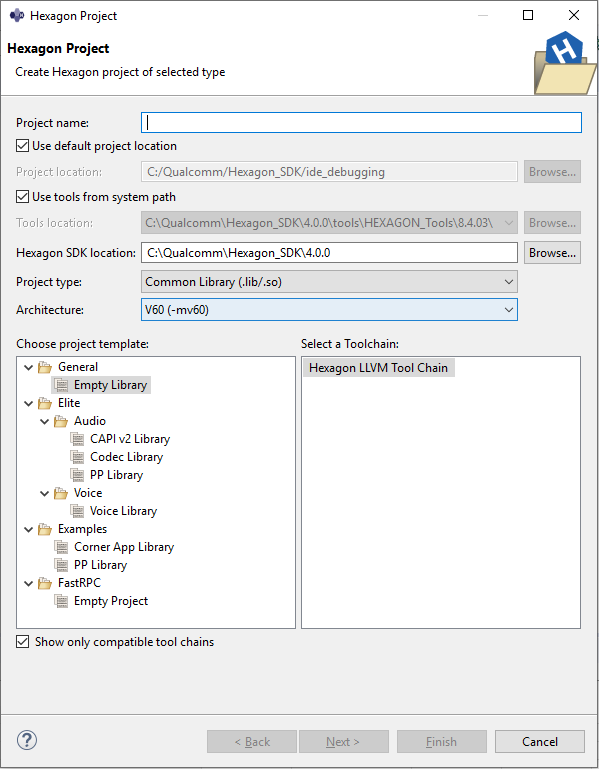 Hexagon Project
Hexagon Project
Create Hexagon project of selected type
H
Project name:
Use default project location
Project location: C:/Qualcomm/Hexagon_SDK/ide_debugging Browse...
Use tools from system path
Tools location: C:\Qualcomm\Hexagon_SDK\4.0.0\tools\HEXAGON_Tools\8.4.03\ Browse...
Hexagon SDK location: C:\Qualcomm\Hexagon_SDK\4.0.0 Browse...
Project type: Common Library (.lib/.so)
Architecture: V60 (-mv60)
Choose project template: Select a Toolchain:
General Hexagon LLVM Tool Chain
Empty Library
Elite
Audio
CAPI v2 Library
Codec Library
PP Library
Voice
Voice Library
Examples
Corner App Library
PP Library
FastRPC
Empty Project
Show only compatible tool chains
? < Back Next > Finish Cancel